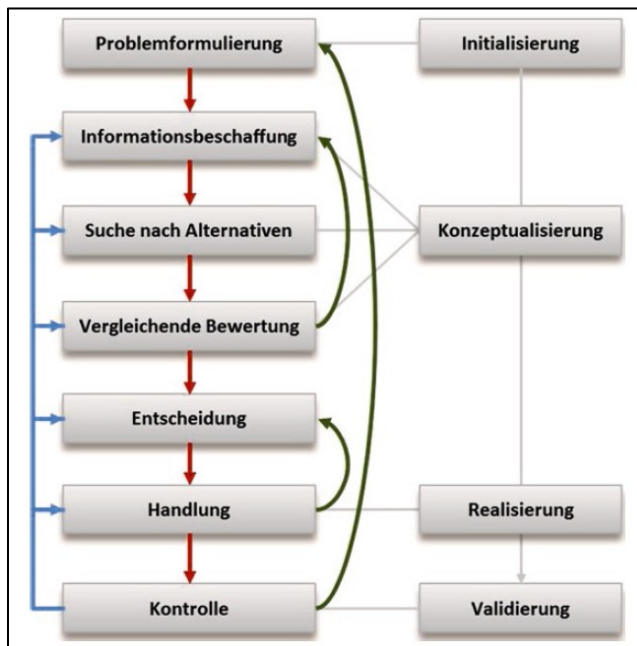 Problemformulierung
Initialisierung
Informationsbeschaffung
Suche nach Alternativen
Konzeptualisierung
Vergleichende Bewertung
Entscheidung
Handlung
Realisierung
Kontrolle
Validierung